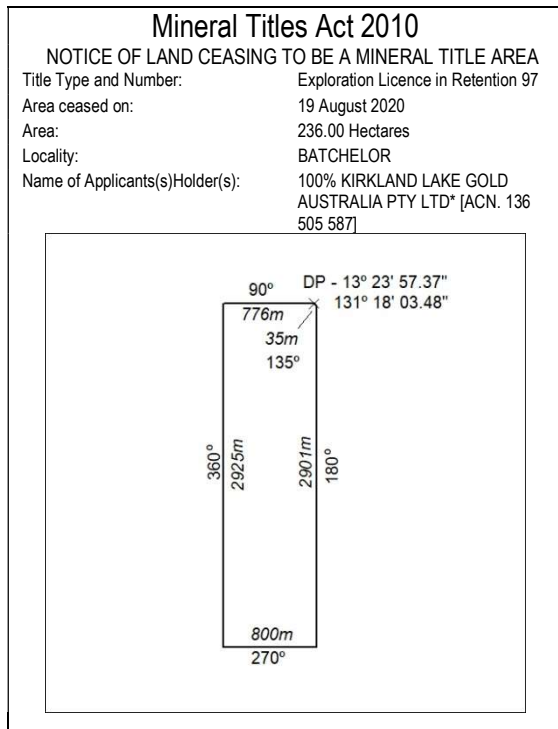 Mineral Titles Act 2010
NOTICE OF LAND CEASING TO BE A MINERAL TITLE AREA
Title Type and Number: Exploration Licence in Retention 97
Area ceased on: 19 August 2020
Area: 236.00 Hectares
Locality: BATCHELOR
Name of Applicants(s)Holder(s): 100% KIRKLAND LAKE GOLD
AUSTRALIA PTY LTD* [ACN. 136
505 587]
90º DP - 13º 23' 57.37"
776m 131º 18' 03.48"
35m
135º
360º 2925m 2901m 180º
800m
270º